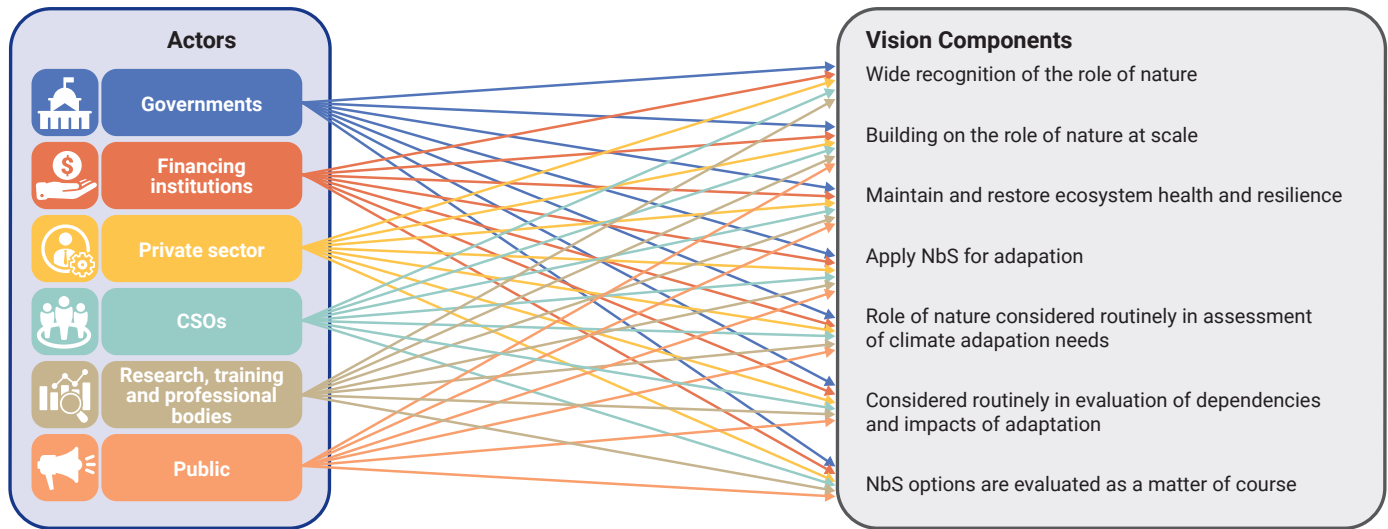 Actors
Governments
Financing
institutions
Private sector
CSOs
Research, training
and professional
bodies
Public
$
Vision Components
Wide recognition of the role of nature
Building on the role of nature at scale
Maintain and restore ecosystem health and resilience
Apply NbS for adapation
Role of nature considered routinely in assessment
of climate adapation needs
Considered routinely in evaluation of dependencies
and impacts of adaptation
NbS options are evaluated as a matter of course